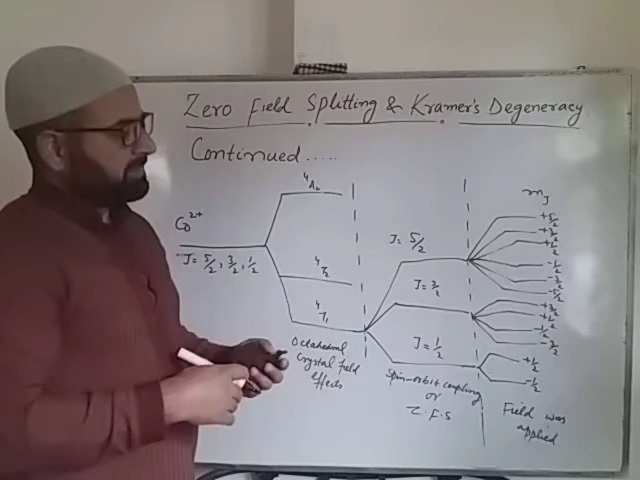 Zero Field Splitting & Kramer's Degeneracy
Continued.....
Co²⁺
J = 5/2, 3/2, 1/2
⁴A₂
⁴T₂
⁴T₁
Octahedral
Crystal field
effects
J = 5/2
J = 3/2
J = 1/2
Spin-orbit coupling
or
Z.F.S
mJ
+5/2
+3/2
+1/2
-1/2
-3/2
-5/2
+3/2
+1/2
-1/2
-3/2
+1/2
-1/2
Field was
applied